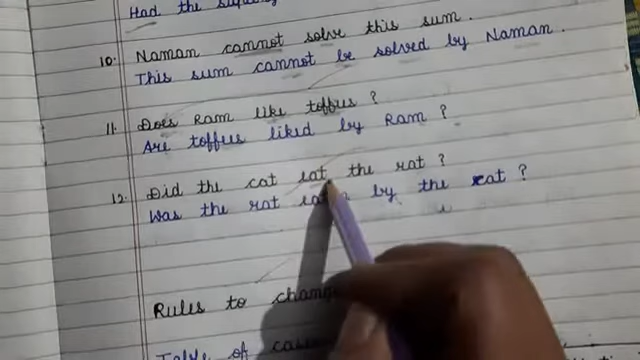 Had the
10. Naman cannot solve this sum.
This sum cannot be solved by Naman.
11. Does Ram like toffees ?
Are toffees liked by Ram ?
12. Did the cat eat the rat ?
Was the rat by the cat ?
Rules to
Table of